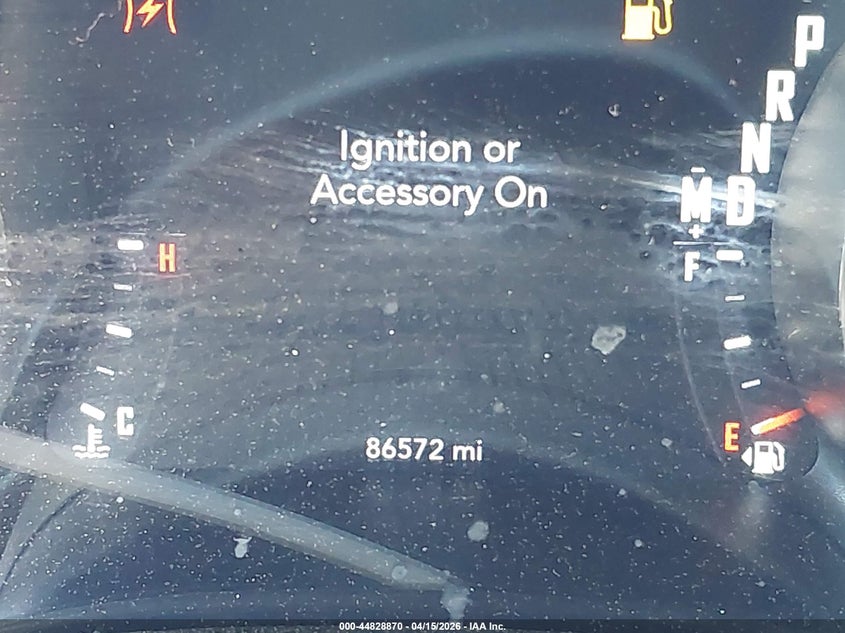 P
R
N
D
Ignition or
Accessory On
-
M
+
H
F
C
E
86572 mi
000-44828870 - 04/15/2026 - IAA Inc.